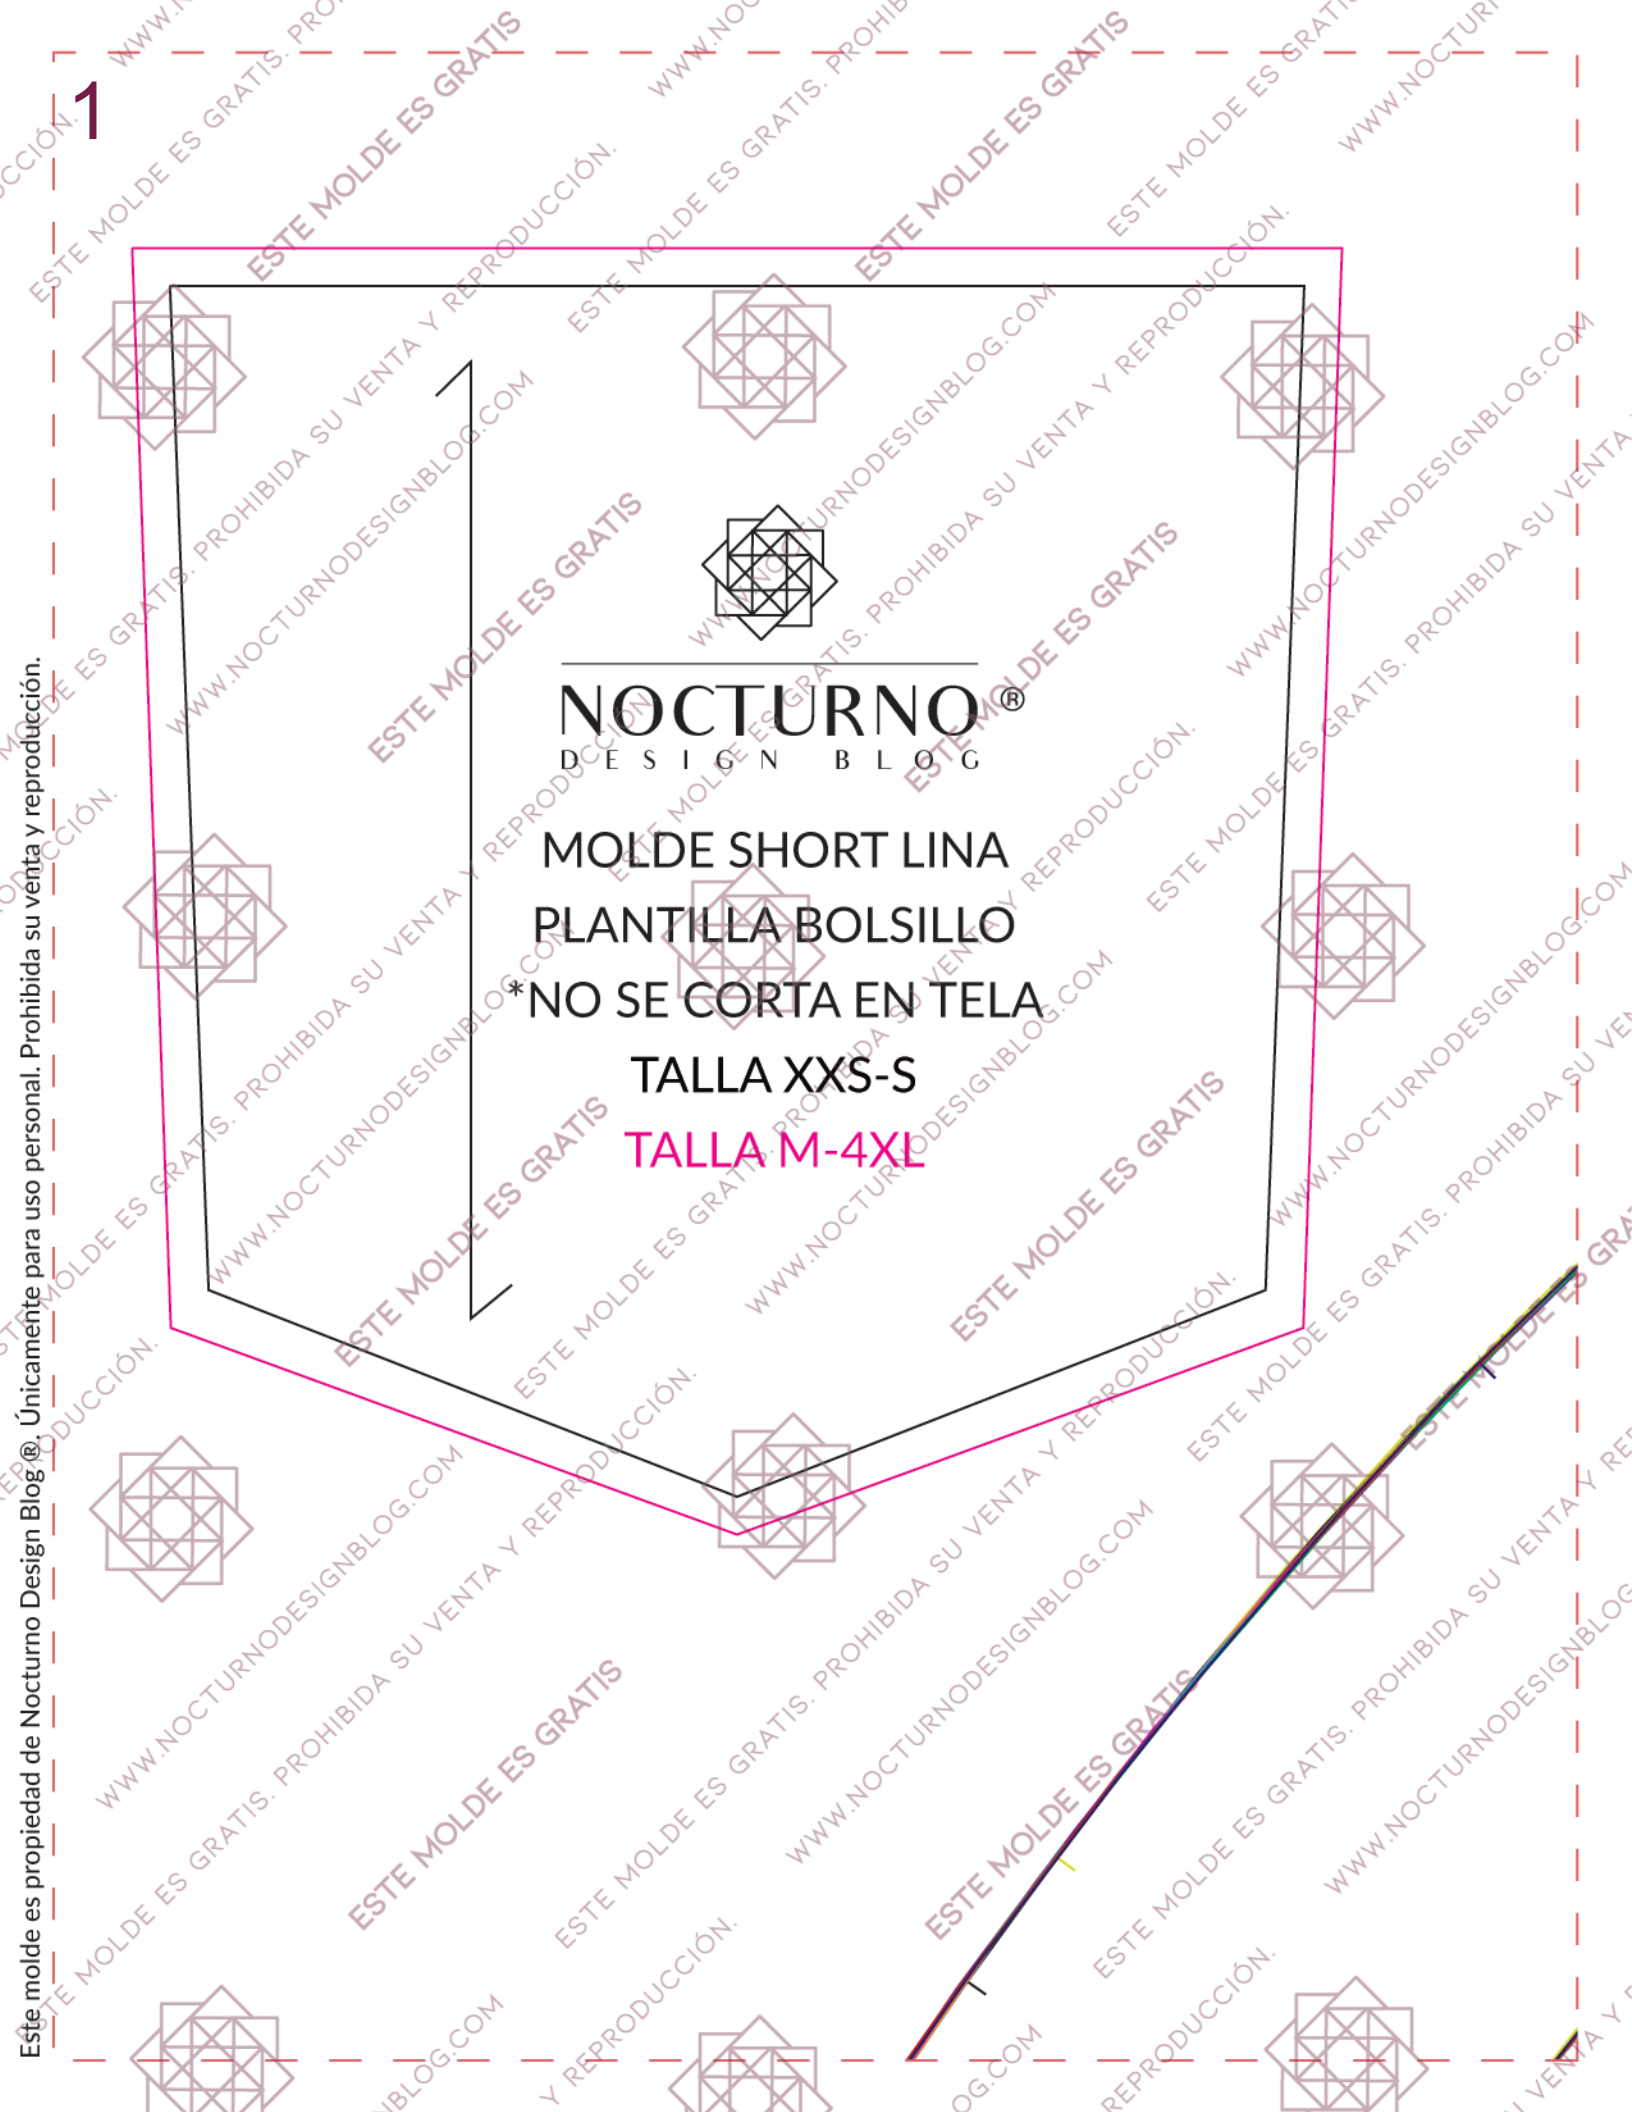 1
NOCTURNO®
DESIGN BLOG
MOLDE SHORT LINA
PLANTILLA BOLSILLO
*NO SE CORTA EN TELA
TALLA XXS-S
TALLA M-4XL
Este molde es propiedad de Nocturno Design Blog ®. Únicamente para uso personal. Prohibida su venta y reproducción.
ESTE MOLDE ES GRATIS
ESTE MOLDE ES GRATIS. PROHIBIDA SU VENTA Y REPRODUCCIÓN.
WWW.NOCTURNODESIGNBLOG.COM